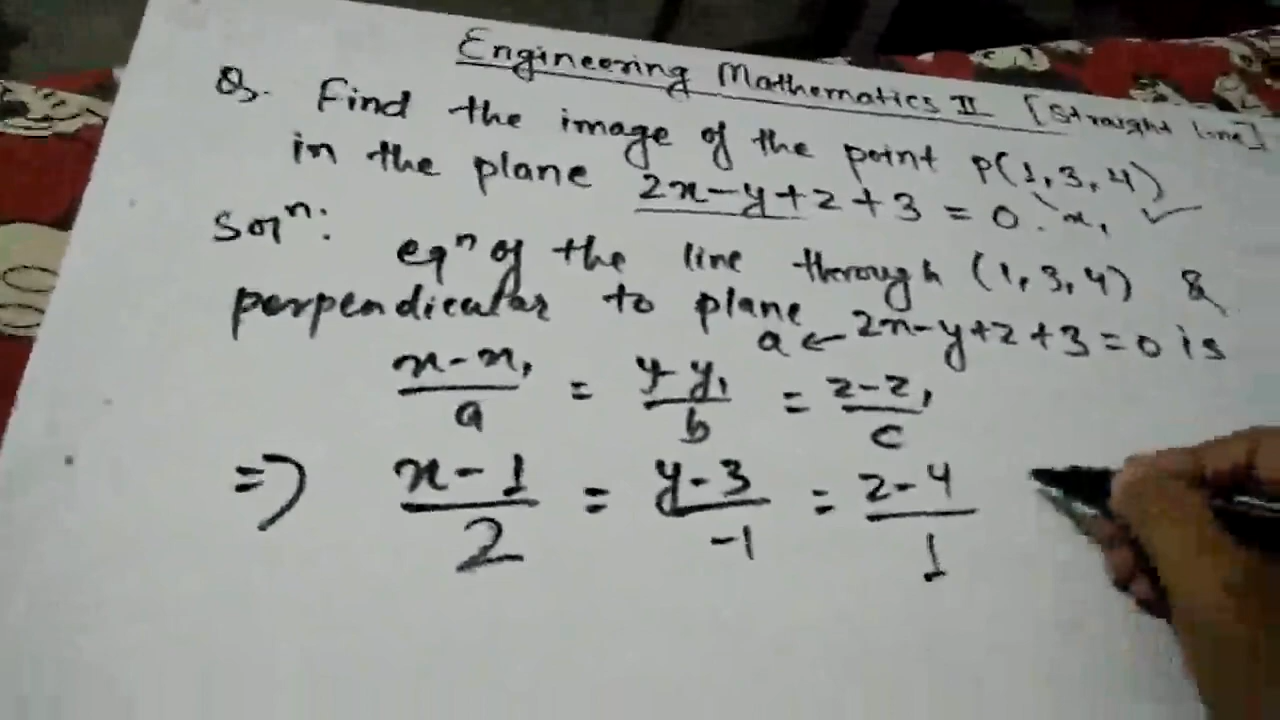 Engineering Mathematics II [Straight line]
Q. Find the image of the point P(1, 3, 4)
in the plane 2x-y+z+3=0. x₁ ✓
Solⁿ: eqⁿ of the line through (1, 3, 4) &
perpendicular to plane a ← 2x-y+z+3=0 is
x-x₁/a = y-y₁/b = z-z₁/c
=> x-1/2 = y-3/-1 = z-4/1